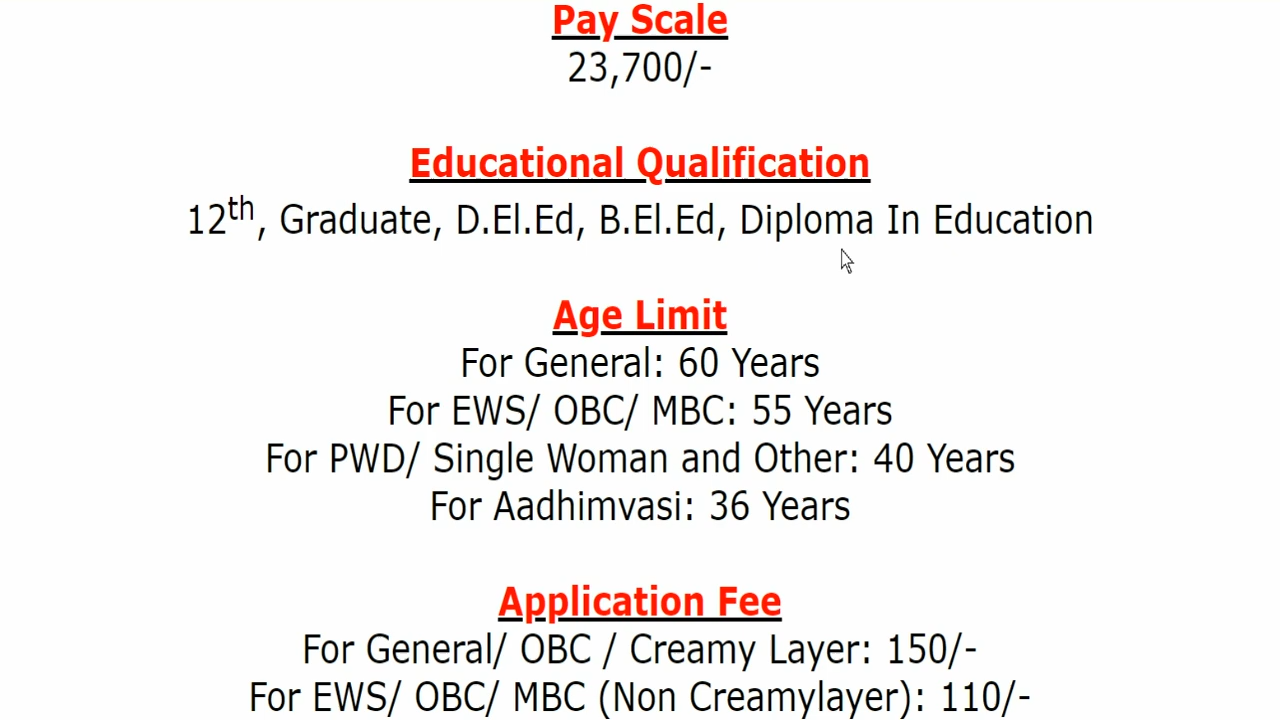 Pay Scale
23,700/-
Educational Qualification
12th, Graduate, D.El.Ed, B.El.Ed, Diploma In Education
Age Limit
For General: 60 Years
For EWS/ OBC/ MBC: 55 Years
For PWD/ Single Woman and Other: 40 Years
For Aadhimvasi: 36 Years
Application Fee
For General/ OBC / Creamy Layer: 150/-
For EWS/ OBC/ MBC (Non Creamylayer): 110/-